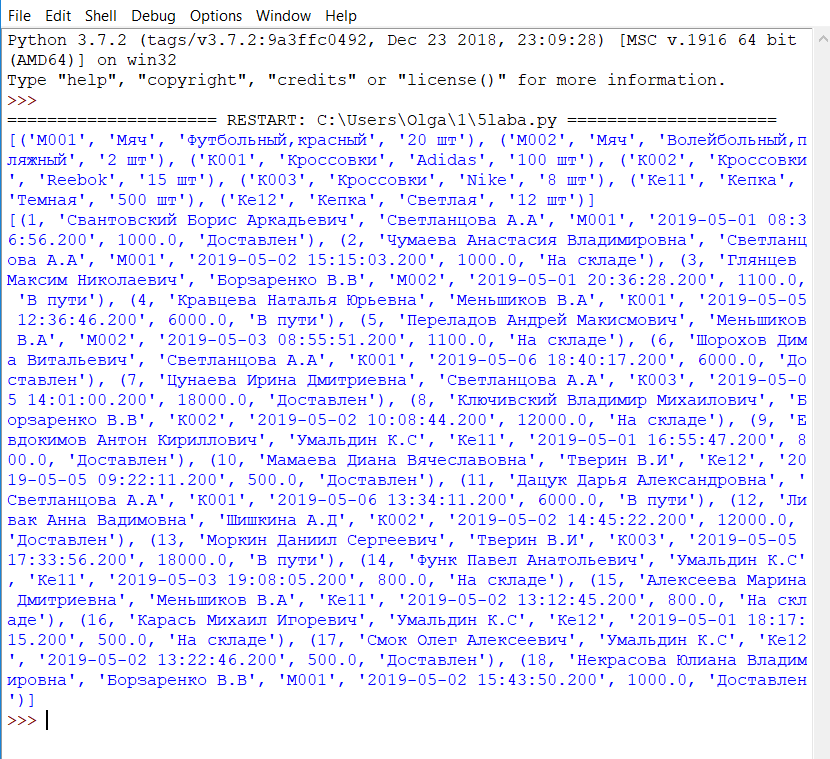 File Edit Shell Debug Options Window Help
Python 3.7.2 (tags/v3.7.2:9a3ffc0492, Dec 23 2018, 23:09:28) [MSC v.1916 64 bit
(AMD64)] on win32
Type "help", "copyright", "credits" or "license()" for more information.
>>>
===================== RESTART: C:\Users\Olga\1\5laba.py =====================
[('M001', 'Мяч', 'Футбольный,красный', '20 шт'), ('M002', 'Мяч', 'Волейбольный,п
ляжный', '2 шт'), ('K001', 'Кроссовки', 'Adidas', '100 шт'), ('K002', 'Кроссовки
', 'Reebok', '15 шт'), ('K003', 'Кроссовки', 'Nike', '8 шт'), ('Ke11', 'Кепка',
'Темная', '500 шт'), ('Ke12', 'Кепка', 'Светлая', '12 шт')]
[(1, 'Свантовский Борис Аркадьевич', 'Светланцова А.А', 'M001', '2019-05-01 08:3
6:56.200', 1000.0, 'Доставлен'), (2, 'Чумаева Анастасия Владимировна', 'Светланц
ова А.А', 'M001', '2019-05-02 15:15:03.200', 1000.0, 'На складе'), (3, 'Глянцев
Максим Николаевич', 'Борзаренко В.В', 'M002', '2019-05-01 20:36:28.200', 1100.0,
 'В пути'), (4, 'Кравцева Наталья Юрьевна', 'Меньшиков В.А', 'K001', '2019-05-05
 12:36:46.200', 6000.0, 'В пути'), (5, 'Переладов Андрей Макисмович', 'Меньшиков
 В.А', 'M002', '2019-05-03 08:55:51.200', 1100.0, 'На складе'), (6, 'Шорохов Дим
а Витальевич', 'Светланцова А.А', 'K001', '2019-05-06 18:40:17.200', 6000.0, 'До
ставлен'), (7, 'Цунаева Ирина Дмитриевна', 'Светланцова А.А', 'K003', '2019-05-0
5 14:01:00.200', 18000.0, 'Доставлен'), (8, 'Ключивский Владимир Михаилович', 'Б
орзаренко В.В', 'K002', '2019-05-02 10:08:44.200', 12000.0, 'На складе'), (9, 'Е
вдокимов Антон Кириллович', 'Умальдин К.С', 'Ke11', '2019-05-01 16:55:47.200', 8
00.0, 'Доставлен'), (10, 'Мамаева Диана Вячеславовна', 'Тверин В.И', 'Ke12', '20
19-05-05 09:22:11.200', 500.0, 'Доставлен'), (11, 'Дацук Дарья Александровна', '
Светланцова А.А', 'K001', '2019-05-06 13:34:11.200', 6000.0, 'В пути'), (12, 'Ли
вак Анна Вадимовна', 'Шишкина А.Д', 'K002', '2019-05-02 14:45:22.200', 12000.0,
'Доставлен'), (13, 'Моркин Даниил Сергеевич', 'Тверин В.И', 'K003', '2019-05-05
17:33:56.200', 18000.0, 'В пути'), (14, 'Функ Павел Анатольевич', 'Умальдин К.С'
, 'Ke11', '2019-05-03 19:08:05.200', 800.0, 'На складе'), (15, 'Алексеева Марина
 Дмитриевна', 'Меньшиков В.А', 'Ke11', '2019-05-02 13:12:45.200', 800.0, 'На скл
аде'), (16, 'Карась Михаил Игоревич', 'Умальдин К.С', 'Ke12', '2019-05-01 18:17:
15.200', 500.0, 'На складе'), (17, 'Смок Олег Алексеевич', 'Умальдин К.С', 'Ke12
', '2019-05-02 13:22:46.200', 500.0, 'Доставлен'), (18, 'Некрасова Юлиана Владим
ировна', 'Борзаренко В.В', 'M001', '2019-05-02 15:43:50.200', 1000.0, 'Доставлен
')]
>>>